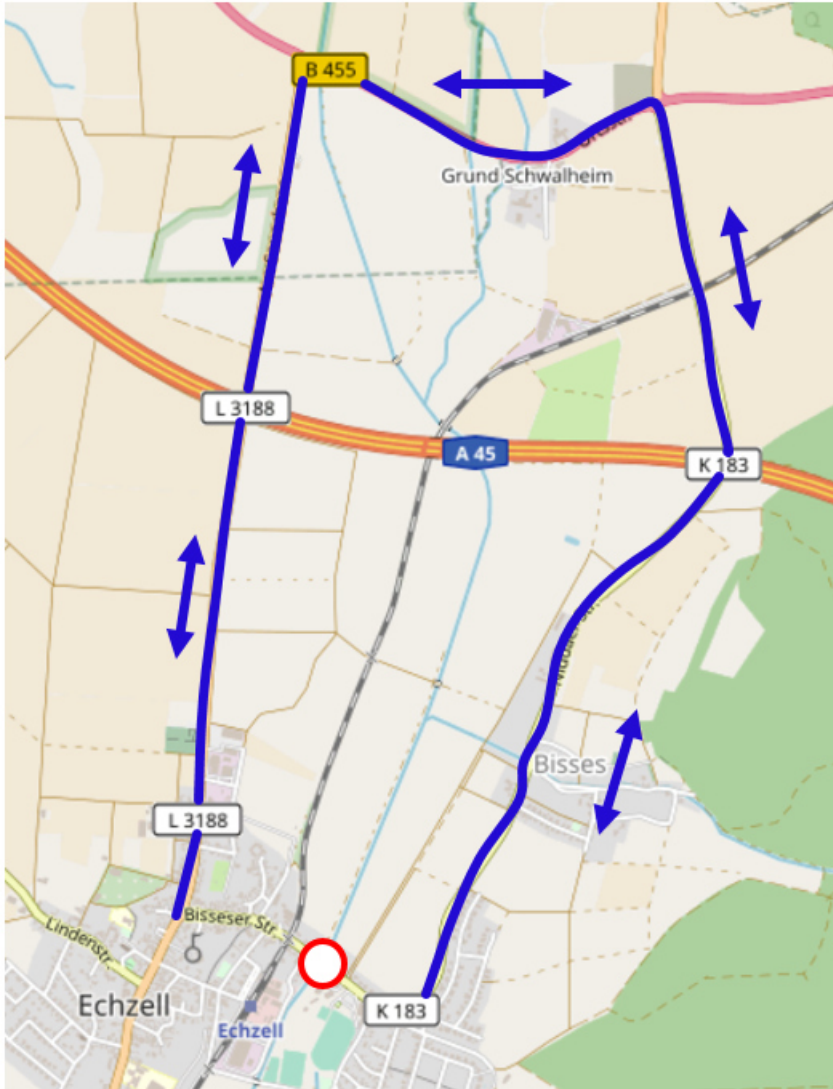 B 455
Grund Schwalheim
L 3188
A 45
K 183
Bisses
L 3188
Bisseser Str.
Lindenstr.
Echzell
Echzell
K 183